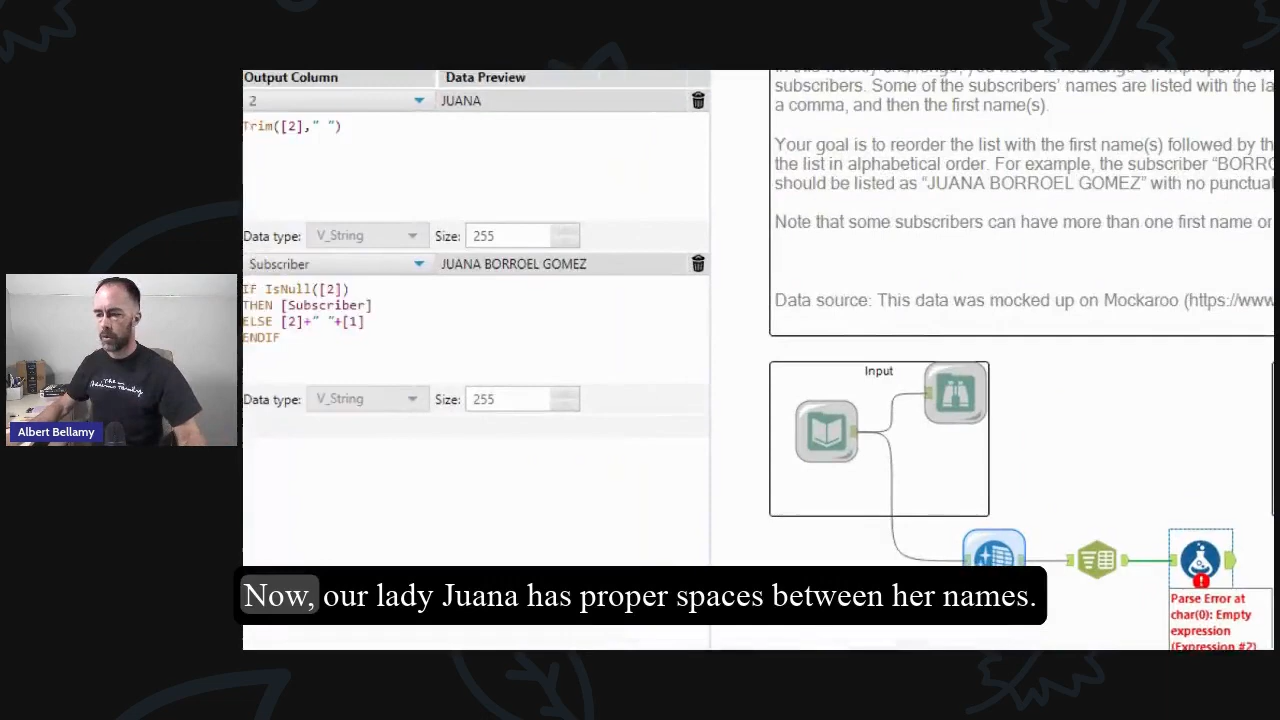 Output Column
Data Preview
2
JUANA
Trim([2]," ")
Data type:
V_String
Size:
255
Subscriber
JUANA BORROEL GOMEZ
IF IsNull([2])
THEN [Subscriber]
ELSE [2]+" "+[1]
ENDIF
Data type:
V_String
Size:
255
subscribers. Some of the subscribers' names are listed with the la
a comma, and then the first name(s).
Your goal is to reorder the list with the first name(s) followed by th
the list in alphabetical order. For example, the subscriber "BORRO
should be listed as "JUANA BORROEL GOMEZ" with no punctual
Note that some subscribers can have more than one first name or
Data source: This data was mocked up on Mockaroo (https://www
Input
Parse Error at
char(0): Empty
expression
(Expression #2)
Albert Bellamy
Now, our lady Juana has proper spaces between her names.